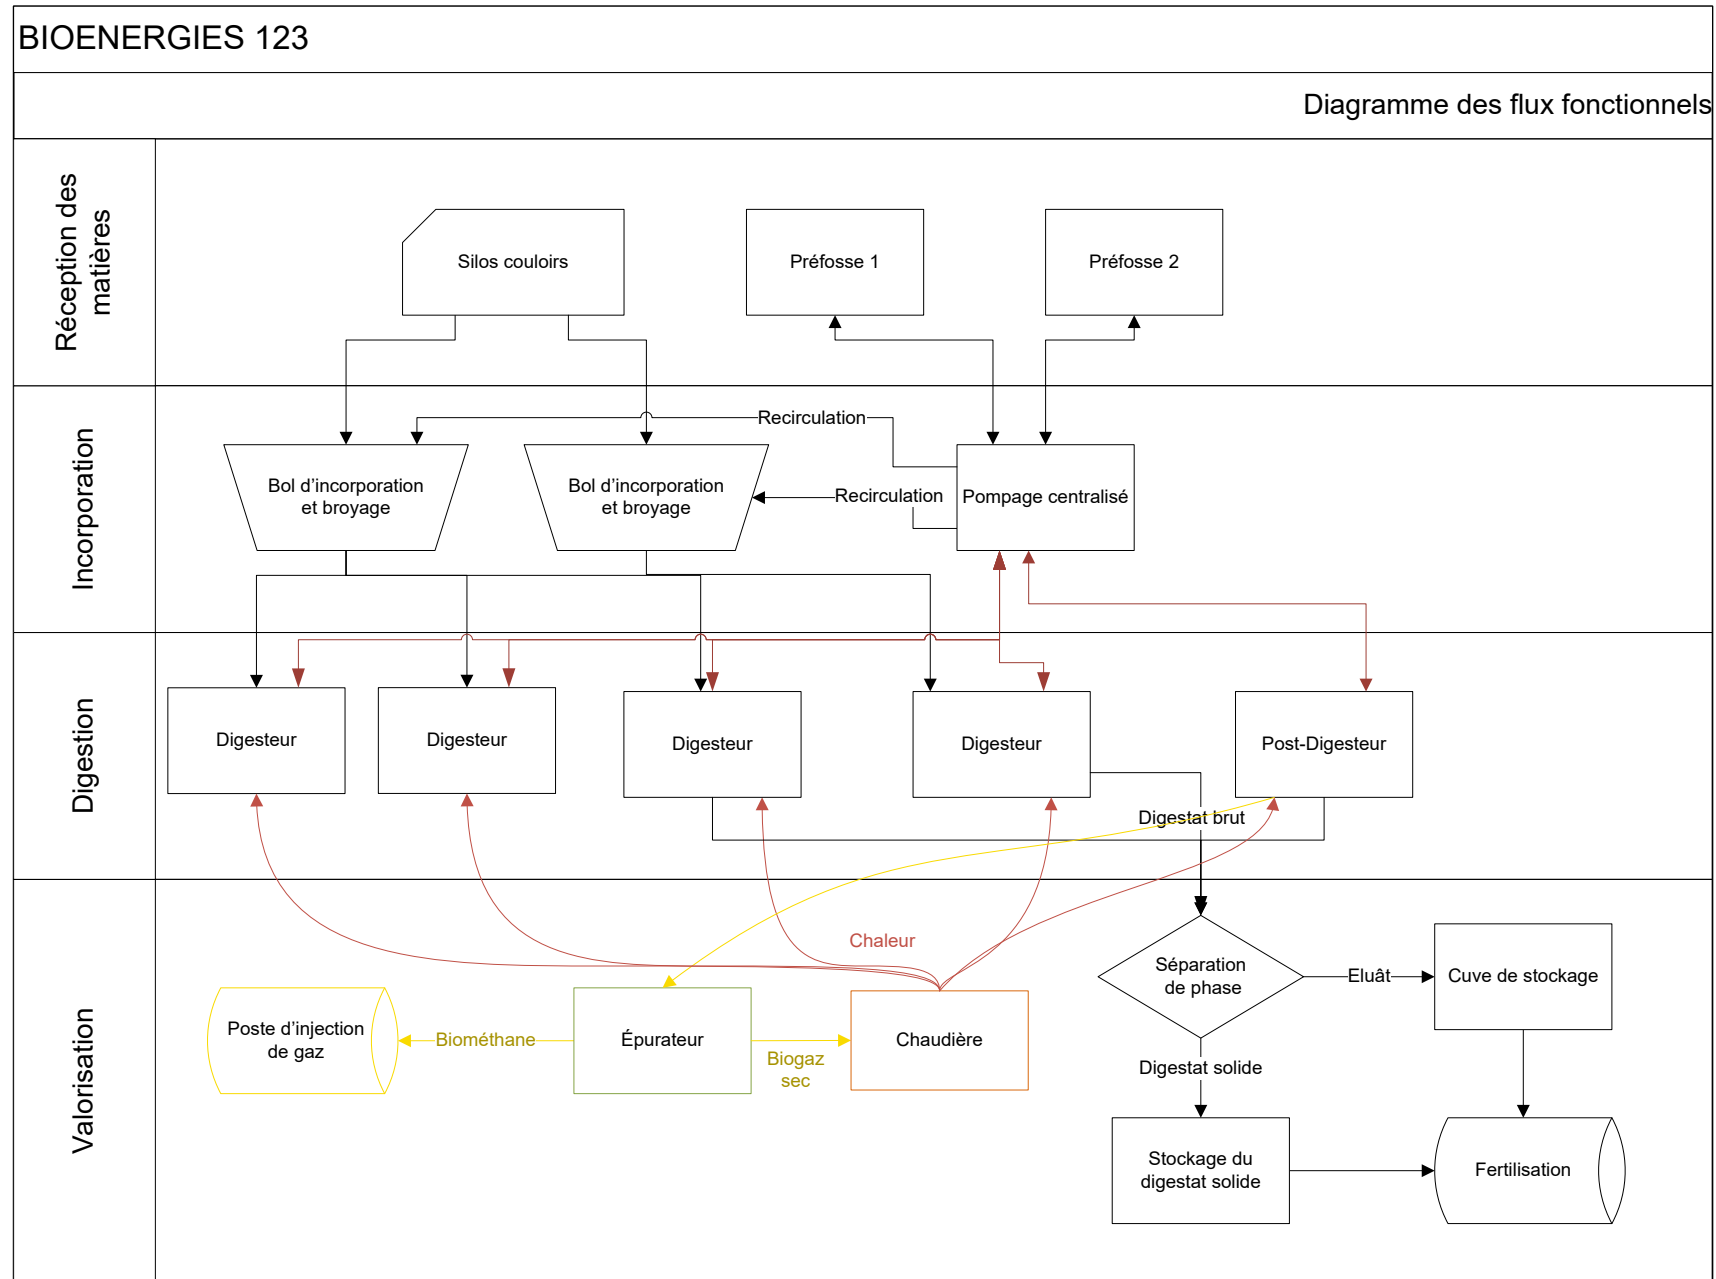 BIOENERGIES 123
Diagramme des flux fonctionnels
Réception des
matières
Silos couloirs
Préfosse 1
Préfosse 2
Incorporation
Recirculation
Bol d’incorporation
et broyage
Bol d’incorporation
et broyage
Recirculation
Pompage centralisé
Digestion
Digesteur
Digesteur
Digesteur
Digesteur
Post-Digesteur
Digestat brut
Valorisation
Chaleur
Séparation
de phase
Eluât
Cuve de stockage
Poste d’injection
de gaz
Biométhane
Épurateur
Biogaz
sec
Chaudière
Digestat solide
Stockage du
digestat solide
Fertilisation